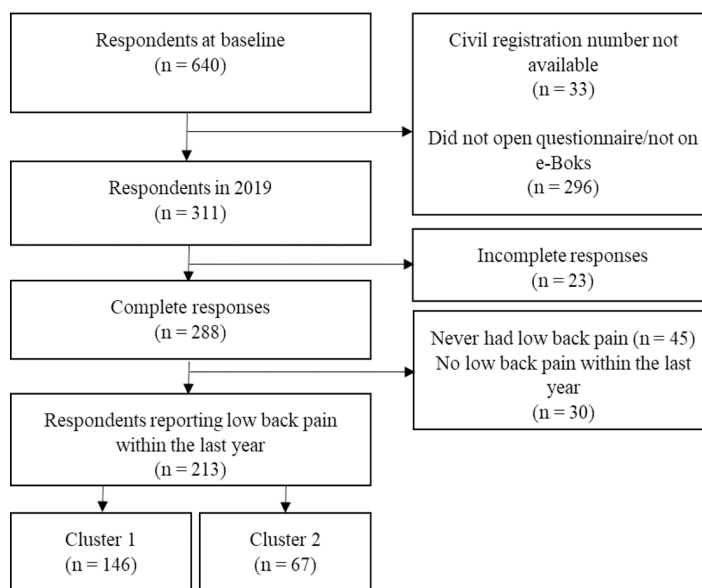 Respondents at baseline
(n = 640)
Civil registration number not
available
(n = 33)
Did not open questionnaire/not on
e-Boks
(n = 296)
Respondents in 2019
(n = 311)
Incomplete responses
(n = 23)
Complete responses
(n = 288)
Never had low back pain (n = 45)
No low back pain within the last
year
(n = 30)
Respondents reporting low back pain
within the last year
(n = 213)
Cluster 1
(n = 146)
Cluster 2
(n = 67)